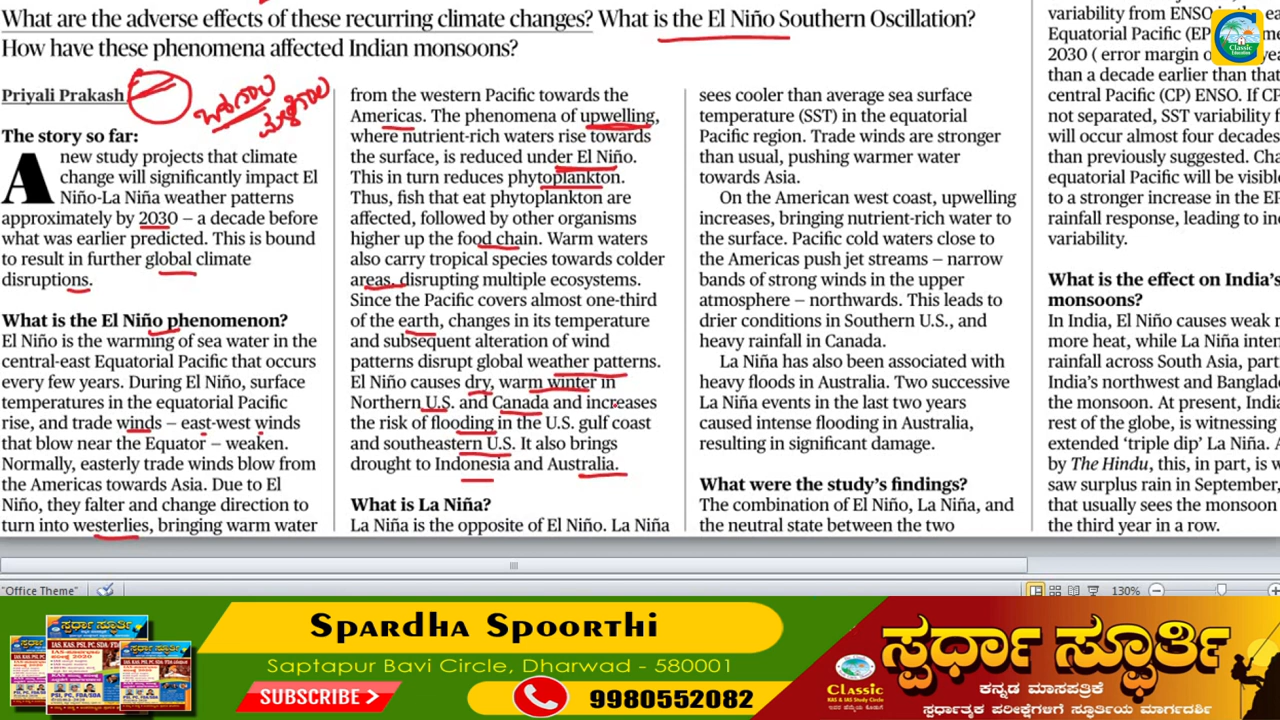 What are the adverse effects of these recurring climate changes? What is the El Niño Southern Oscillation?
How have these phenomena affected Indian monsoons?
Priyali Prakash
The story so far:
A new study projects that climate
change will significantly impact El
Niño-La Niña weather patterns
approximately by 2030 – a decade before
what was earlier predicted. This is bound
to result in further global climate
disruptions.
What is the El Niño phenomenon?
El Niño is the warming of sea water in the
central-east Equatorial Pacific that occurs
every few years. During El Niño, surface
temperatures in the equatorial Pacific
rise, and trade winds – east-west winds
that blow near the Equator – weaken.
Normally, easterly trade winds blow from
the Americas towards Asia. Due to El
Niño, they falter and change direction to
turn into westerlies, bringing warm water
from the western Pacific towards the
Americas. The phenomena of upwelling,
where nutrient-rich waters rise towards
the surface, is reduced under El Niño.
This in turn reduces phytoplankton.
Thus, fish that eat phytoplankton are
affected, followed by other organisms
higher up the food chain. Warm waters
also carry tropical species towards colder
areas, disrupting multiple ecosystems.
Since the Pacific covers almost one-third
of the earth, changes in its temperature
and subsequent alteration of wind
patterns disrupt global weather patterns.
El Niño causes dry, warm winter in
Northern U.S. and Canada and increases
the risk of flooding in the U.S. gulf coast
and southeastern U.S. It also brings
drought to Indonesia and Australia.
What is La Niña?
La Niña is the opposite of El Niño. La Niña
sees cooler than average sea surface
temperature (SST) in the equatorial
Pacific region. Trade winds are stronger
than usual, pushing warmer water
towards Asia.
On the American west coast, upwelling
increases, bringing nutrient-rich water to
the surface. Pacific cold waters close to
the Americas push jet streams – narrow
bands of strong winds in the upper
atmosphere – northwards. This leads to
drier conditions in Southern U.S., and
heavy rainfall in Canada.
La Niña has also been associated with
heavy floods in Australia. Two successive
La Niña events in the last two years
caused intense flooding in Australia,
resulting in significant damage.
What were the study's findings?
The combination of El Niño, La Niña, and
the neutral state between the two
variability from ENSO in the ea
Equatorial Pacific (EP
2030 ( error margin o
than a decade earlier than that
central Pacific (CP) ENSO. If CP
not separated, SST variability f
will occur almost four decades
than previously suggested. Cha
equatorial Pacific will be visible
to a stronger increase in the EP
rainfall response, leading to in
variability.
What is the effect on India's
monsoons?
In India, El Niño causes weak r
more heat, while La Niña inten
rainfall across South Asia, part
India's northwest and Banglade
the monsoon. At present, India
rest of the globe, is witnessing
extended 'triple dip' La Niña. A
by The Hindu, this, in part, is w
saw surplus rain in September,
that usually sees the monsoon
the third year in a row.
Classic
"Office Theme"
130%
Spardha Spoorthi
Saptapur Bavi Circle, Dharwad - 580001
SUBSCRIBE >
9980552082
Classic
KAS & IAS Study Circle
ಸ್ಪರ್ಧಾ ಸ್ಫೂರ್ತಿ
ಕನ್ನಡ ಮಾಸಪತ್ರಿಕೆ
ಸ್ಪರ್ಧಾತ್ಮಕ ಪರೀಕ್ಷೆಗಳಿಗೆ ಸ್ಫೂರ್ತಿಯ ಮಾರ್ಗದರ್ಶಿ